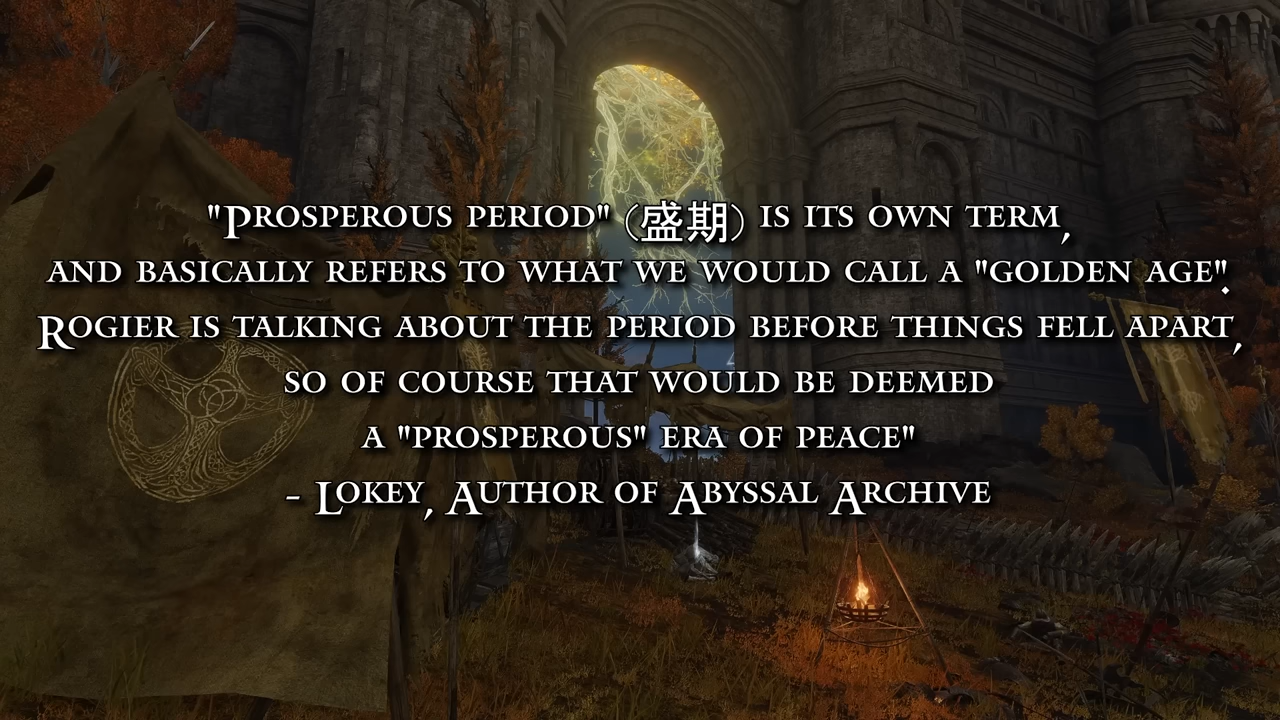 "Prosperous period" (盛期) is its own term,
and basically refers to what we would call a "golden age".
Rogier is talking about the period before things fell apart,
so of course that would be deemed
a "prosperous" era of peace"
- Lokey, Author of Abyssal Archive